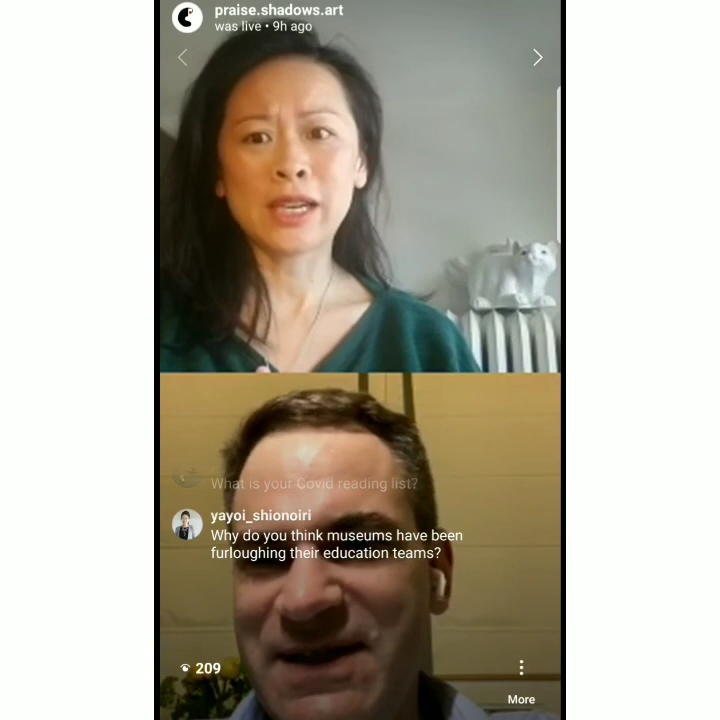 praise.shadows.art
was live • 9h ago
What is your Covid reading list?
yayoi_shionoiri
Why do you think museums have been
furloughing their education teams?
209
More